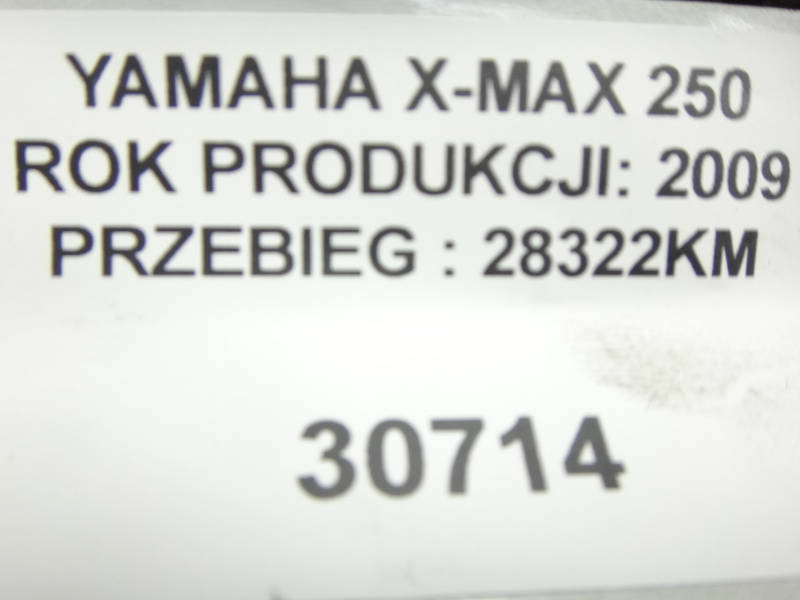 YAMAHA X-MAX 250
ROK PRODUKCJI: 2009
PRZEBIEG : 28322KM
30714